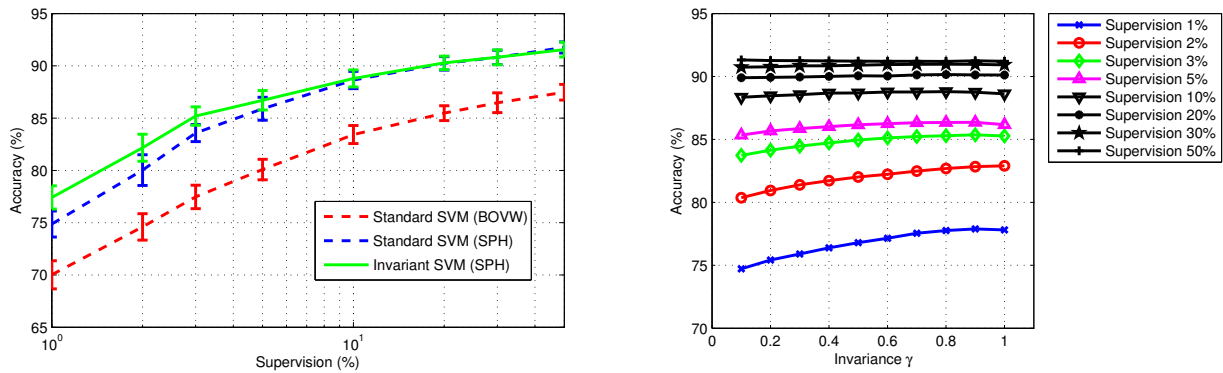 95
90
85
80
75
70
65
Accuracy (%)
10^0
10^1
Supervision (%)
Standard SVM (BOVW)
Standard SVM (SPH)
Invariant SVM (SPH)
95
90
85
80
75
70
Accuracy (%)
0
0.2
0.4
0.6
0.8
1
Invariance γ
Supervision 1%
Supervision 2%
Supervision 3%
Supervision 5%
Supervision 10%
Supervision 20%
Supervision 30%
Supervision 50%